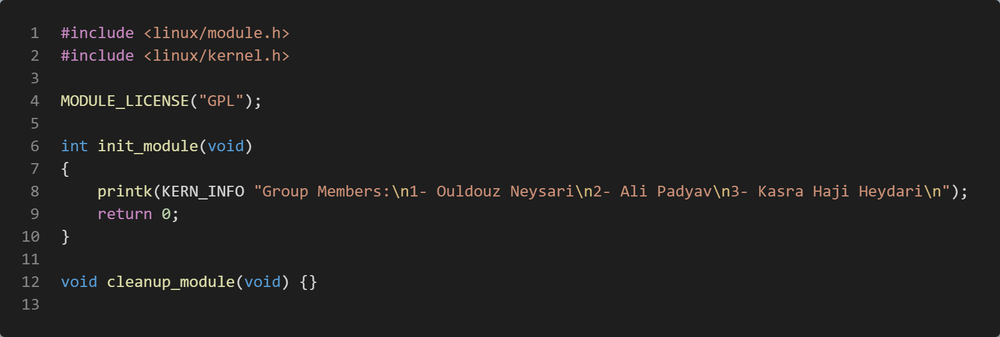 1 #include <linux/module.h>
2 #include <linux/kernel.h>
3
4 MODULE_LICENSE("GPL");
5
6 int init_module(void)
7 {
8     printk(KERN_INFO "Group Members:\n1- Ouldouz Neysari\n2- Ali Padyav\n3- Kasra Haji Heydari\n");
9     return 0;
10 }
11
12 void cleanup_module(void) {}
13